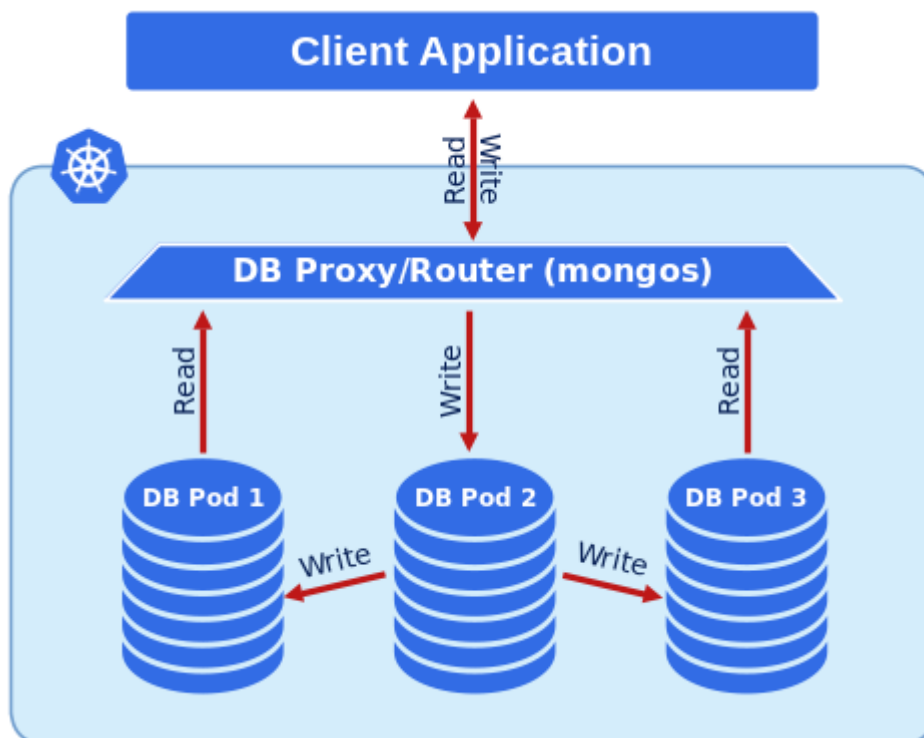 Client Application
Read
Write
DB Proxy/Router (mongos)
Read
Write
Read
DB Pod 1
DB Pod 2
DB Pod 3
Write
Write